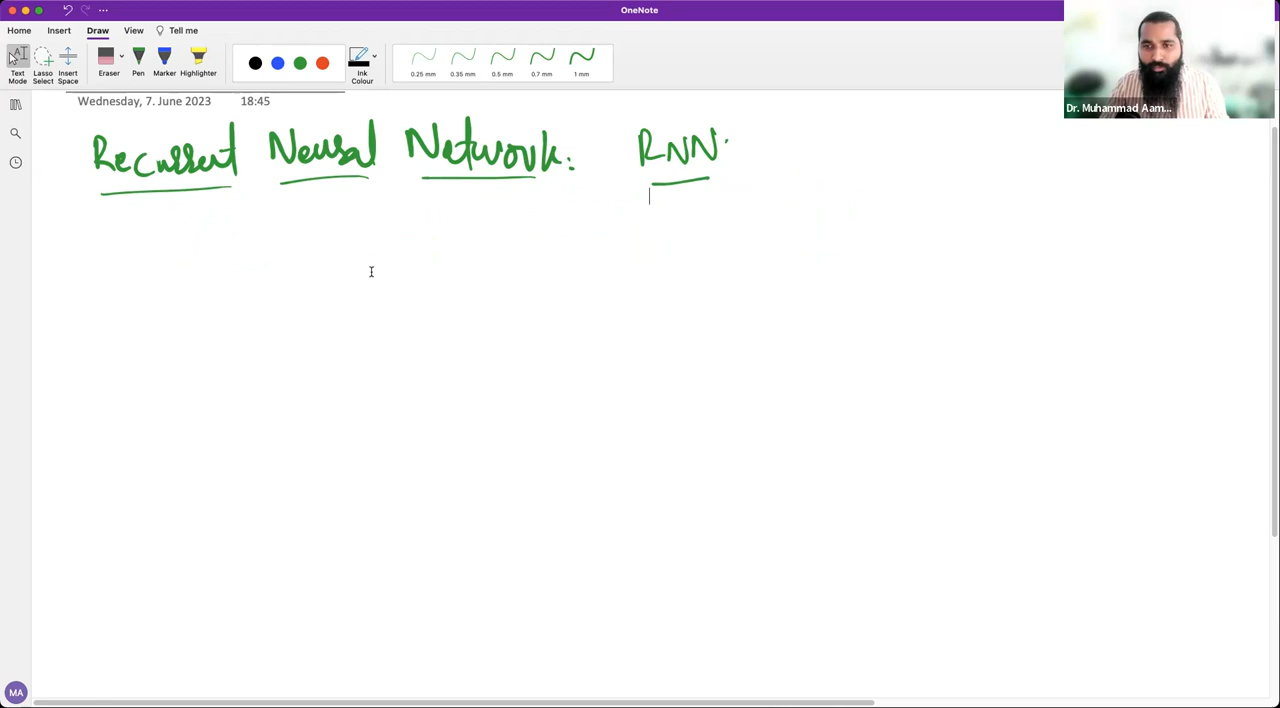 OneNote
Home Insert Draw View Tell me
Text Mode Lasso Select Insert Space Eraser Pen Marker Highlighter Ink Colour 0.25 mm 0.35 mm 0.5 mm 0.7 mm 1 mm
Dr. Muhammad Aam...
Wednesday, 7. June 2023 18:45
Recurrent Neural Network: RNN:
MA